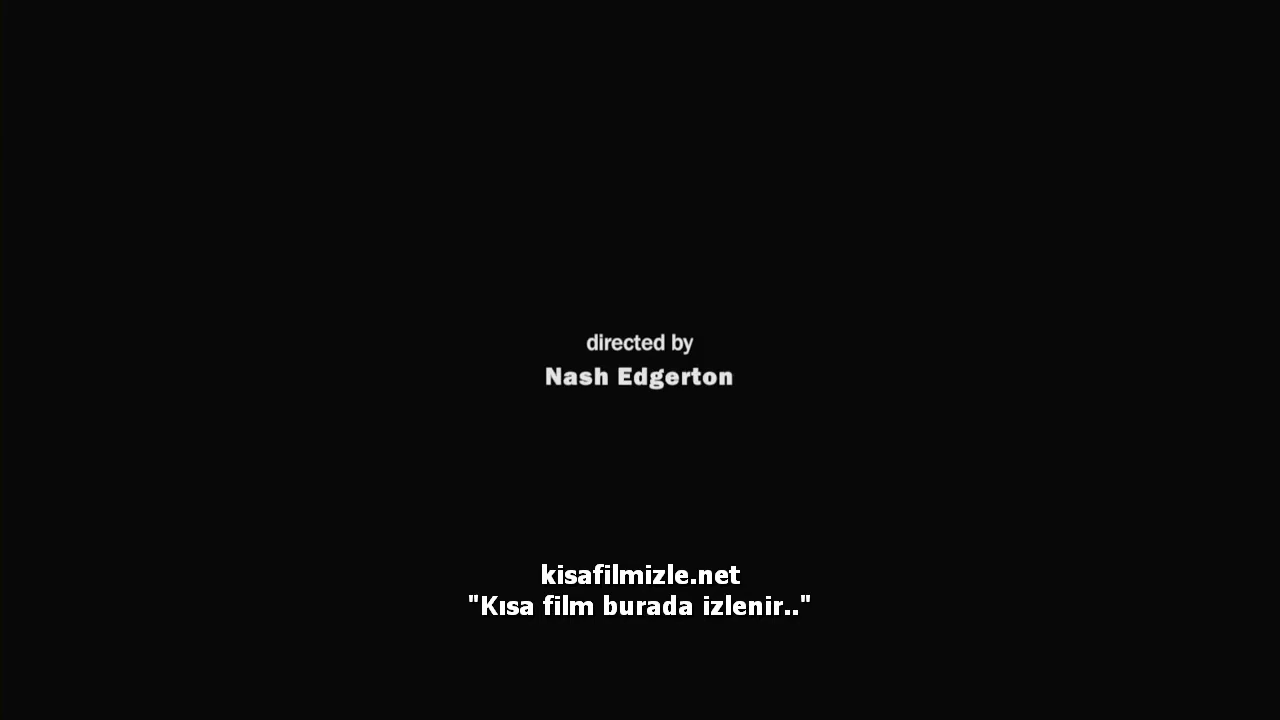 directed by
Nash Edgerton
kisafilmizle.net
"Kısa film burada izlenir.."